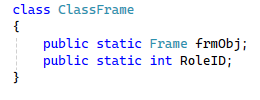 class ClassFrame
{
    public static Frame frmObj;
    public static int RoleID;
}